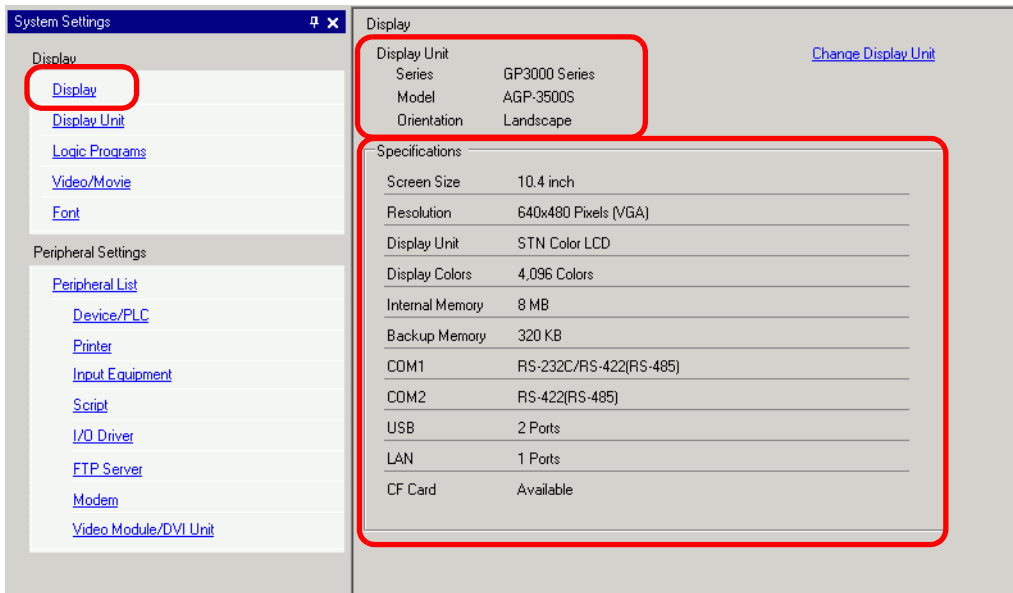 System Settings
Display
Display
Display Unit
Logic Programs
Video/Movie
Font
Peripheral Settings
Peripheral List
Device/PLC
Printer
Input Equipment
Script
I/O Driver
FTP Server
Modem
Video Module/DVI Unit
Display
Display Unit
Change Display Unit
Series GP3000 Series
Model AGP-3500S
Orientation Landscape
Specifications
Screen Size 10.4 inch
Resolution 640x480 Pixels (VGA)
Display Unit STN Color LCD
Display Colors 4,096 Colors
Internal Memory 8 MB
Backup Memory 320 KB
COM1 RS-232C/RS-422(RS-485)
COM2 RS-422(RS-485)
USB 2 Ports
LAN 1 Ports
CF Card Available